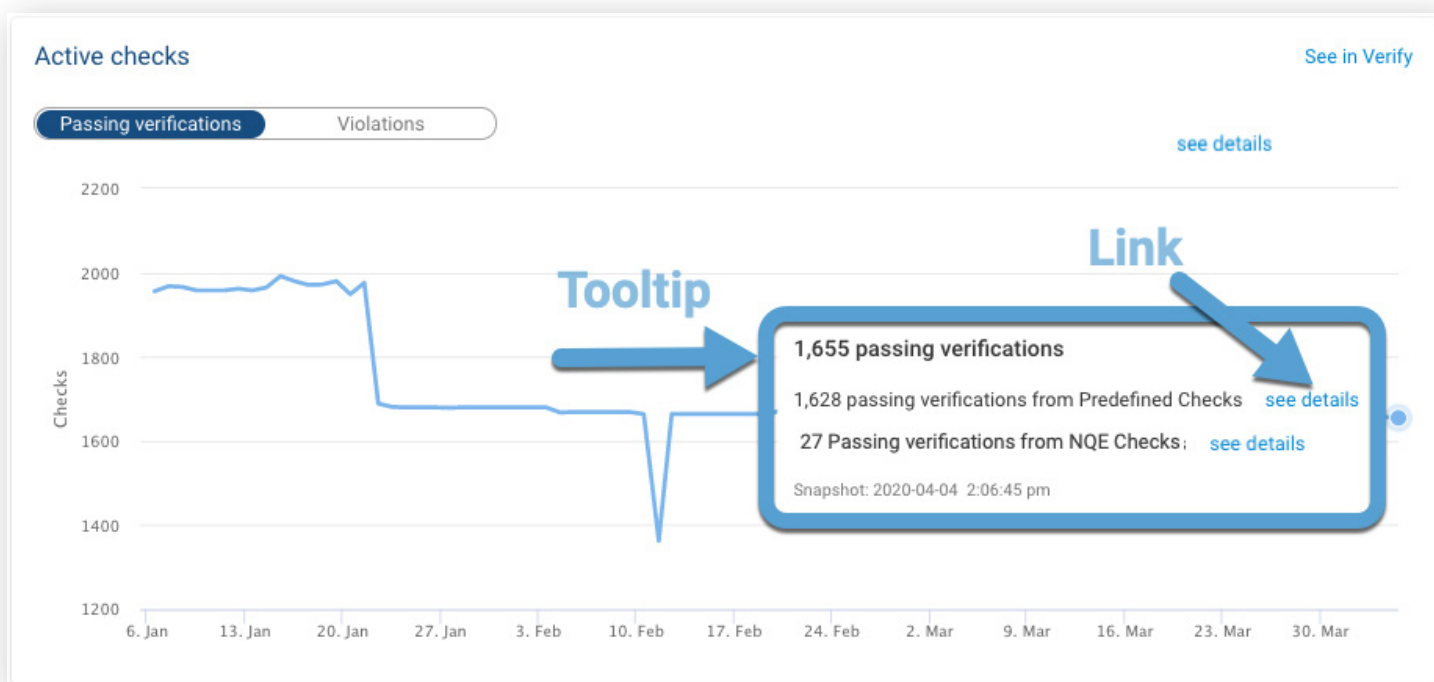 Active checks
See in Verify
Passing verifications
Violations
see details
2200
2000
1800
1600
1400
1200
Checks
Tooltip
Link
1,655 passing verifications
1,628 passing verifications from Predefined Checks see details
27 Passing verifications from NQE Checks; see details
Snapshot: 2020-04-04 2:06:45 pm
6. Jan 13. Jan 20. Jan 27. Jan 3. Feb 10. Feb 17. Feb 24. Feb 2. Mar 9. Mar 16. Mar 23. Mar 30. Mar